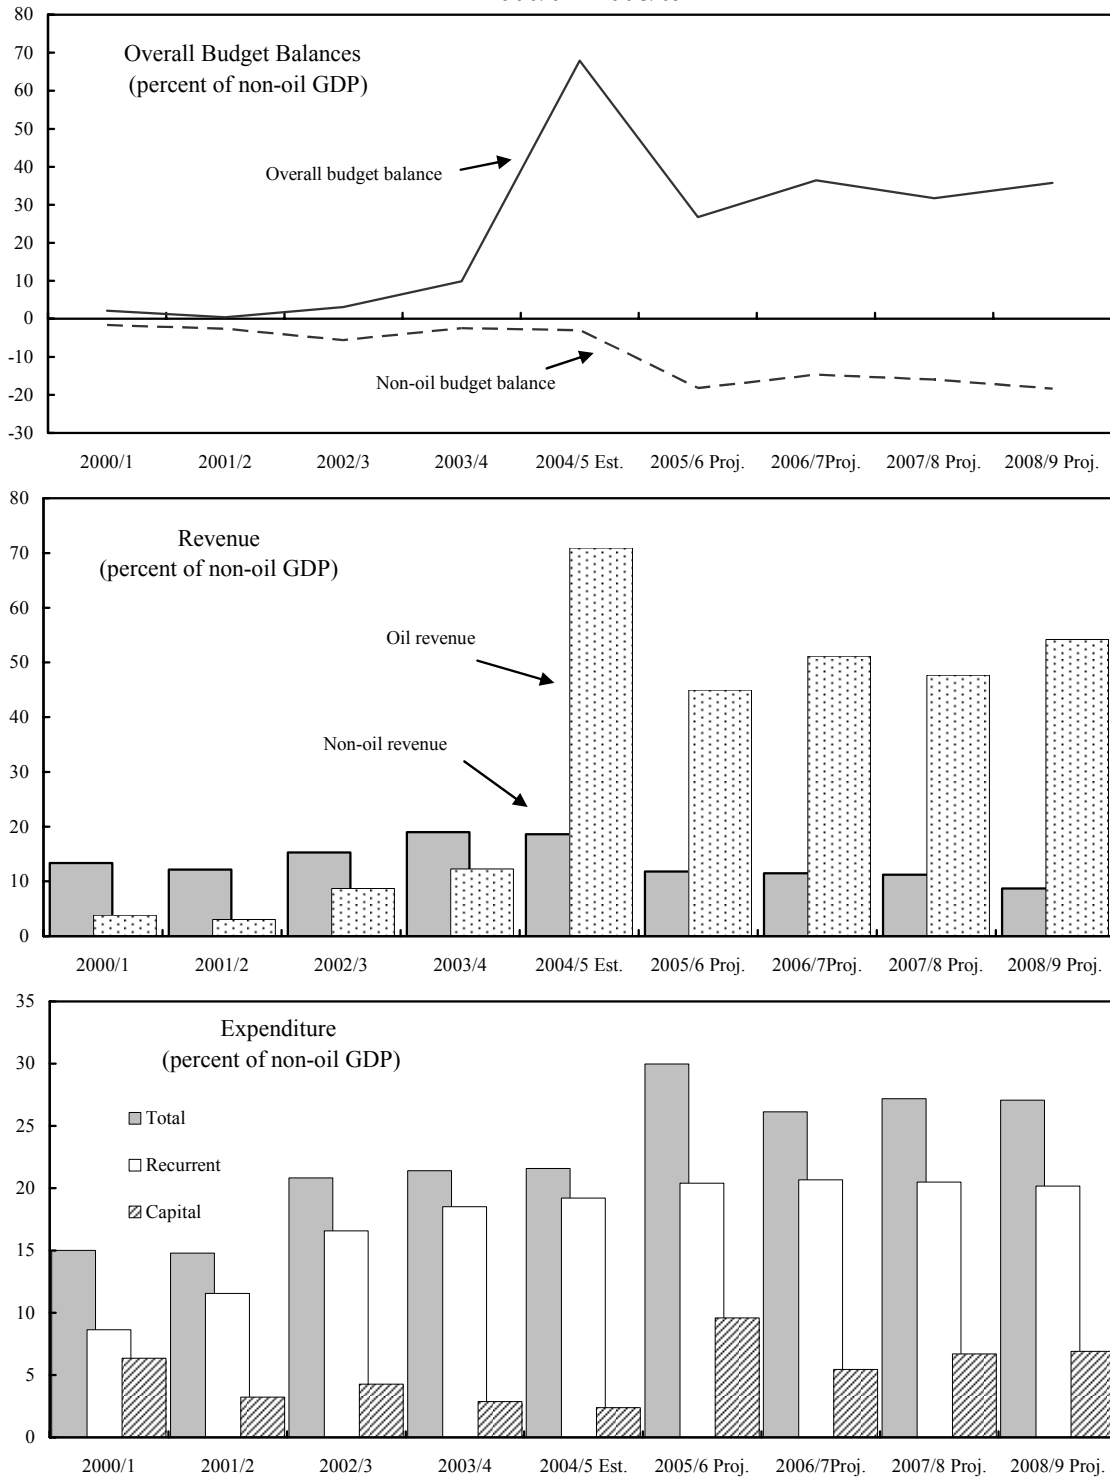 80
Overall Budget Balances
(percent of non-oil GDP)
70
60
50
40
30
20
10
0
-10
-20
-30
Overall budget balance
Non-oil budget balance
2000/1 2001/2 2002/3 2003/4 2004/5 Est. 2005/6 Proj. 2006/7Proj. 2007/8 Proj. 2008/9 Proj.
80
Revenue
(percent of non-oil GDP)
70
60
50
40
30
20
10
0
Oil revenue
Non-oil revenue
2000/1 2001/2 2002/3 2003/4 2004/5 Est. 2005/6 Proj. 2006/7Proj. 2007/8 Proj. 2008/9 Proj.
35
Expenditure
(percent of non-oil GDP)
30
25
20
15
10
5
0
Total
Recurrent
Capital
2000/1 2001/2 2002/3 2003/4 2004/5 Est. 2005/6 Proj. 2006/7Proj. 2007/8 Proj. 2008/9 Proj.